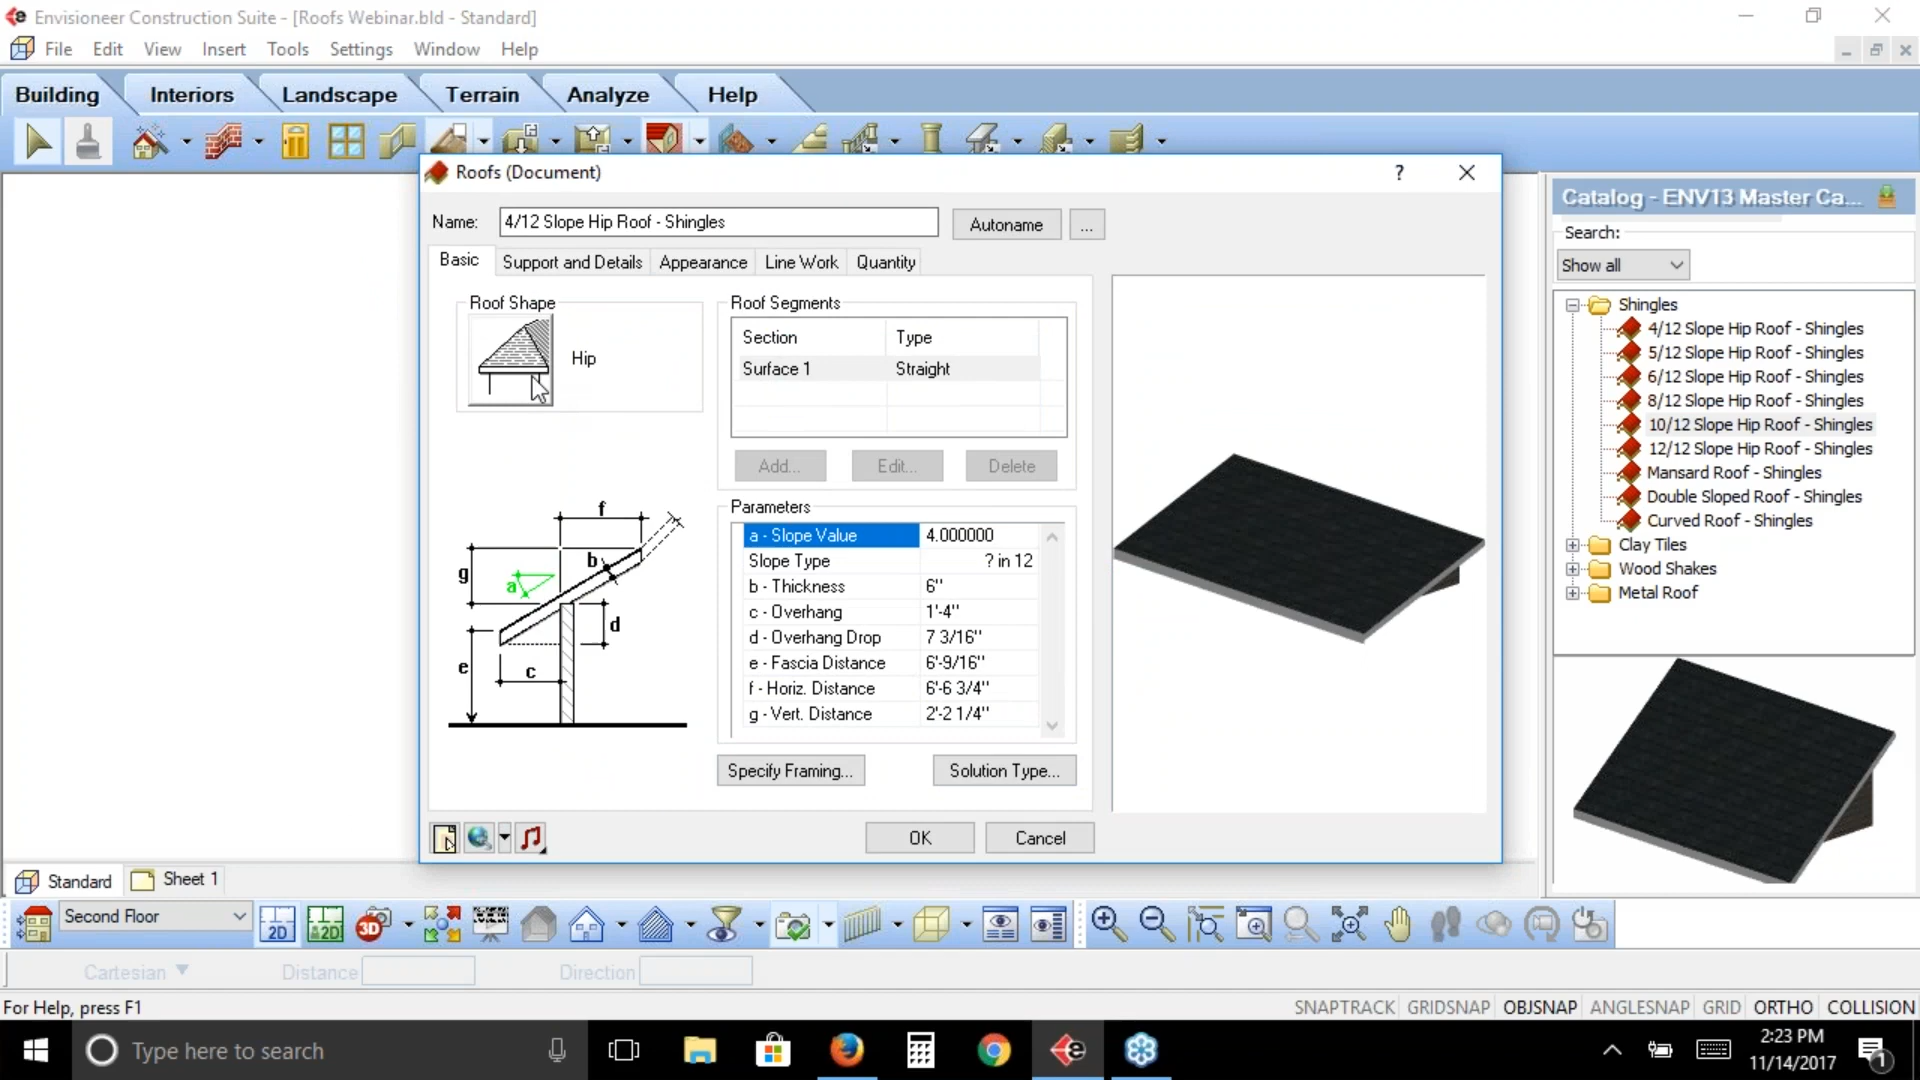 Envisioneer Construction Suite - [Roofs Webinar.bld - Standard]
File Edit View Insert Tools Settings Window Help
Building Interiors Landscape Terrain Analyze Help
Roofs (Document)
?
Name: 4/12 Slope Hip Roof - Shingles Autoname ...
Basic Support and Details Appearance Line Work Quantity
Roof Shape
Hip
Roof Segments
Section Type
Surface 1 Straight
Add... Edit... Delete
f
g
b
a
d
e
c
Parameters
a - Slope Value 4.000000
Slope Type ? in 12
b - Thickness 6"
c - Overhang 1'-4"
d - Overhang Drop 7 3/16"
e - Fascia Distance 6'-9/16"
f - Horiz. Distance 6'-6 3/4"
g - Vert. Distance 2'-2 1/4"
Specify Framing... Solution Type...
OK Cancel
Catalog - ENV13 Master Ca...
Search:
Show all
Shingles
4/12 Slope Hip Roof - Shingles
5/12 Slope Hip Roof - Shingles
6/12 Slope Hip Roof - Shingles
8/12 Slope Hip Roof - Shingles
10/12 Slope Hip Roof - Shingles
12/12 Slope Hip Roof - Shingles
Mansard Roof - Shingles
Double Sloped Roof - Shingles
Curved Roof - Shingles
Clay Tiles
Wood Shakes
Metal Roof
Standard Sheet 1
Second Floor 2D 2D 3D
Cartesian Distance Direction
For Help, press F1 SNAPTRACK GRIDSNAP OBJSNAP ANGLESNAP GRID ORTHO COLLISION
Type here to search
2:23 PM
11/14/2017
1